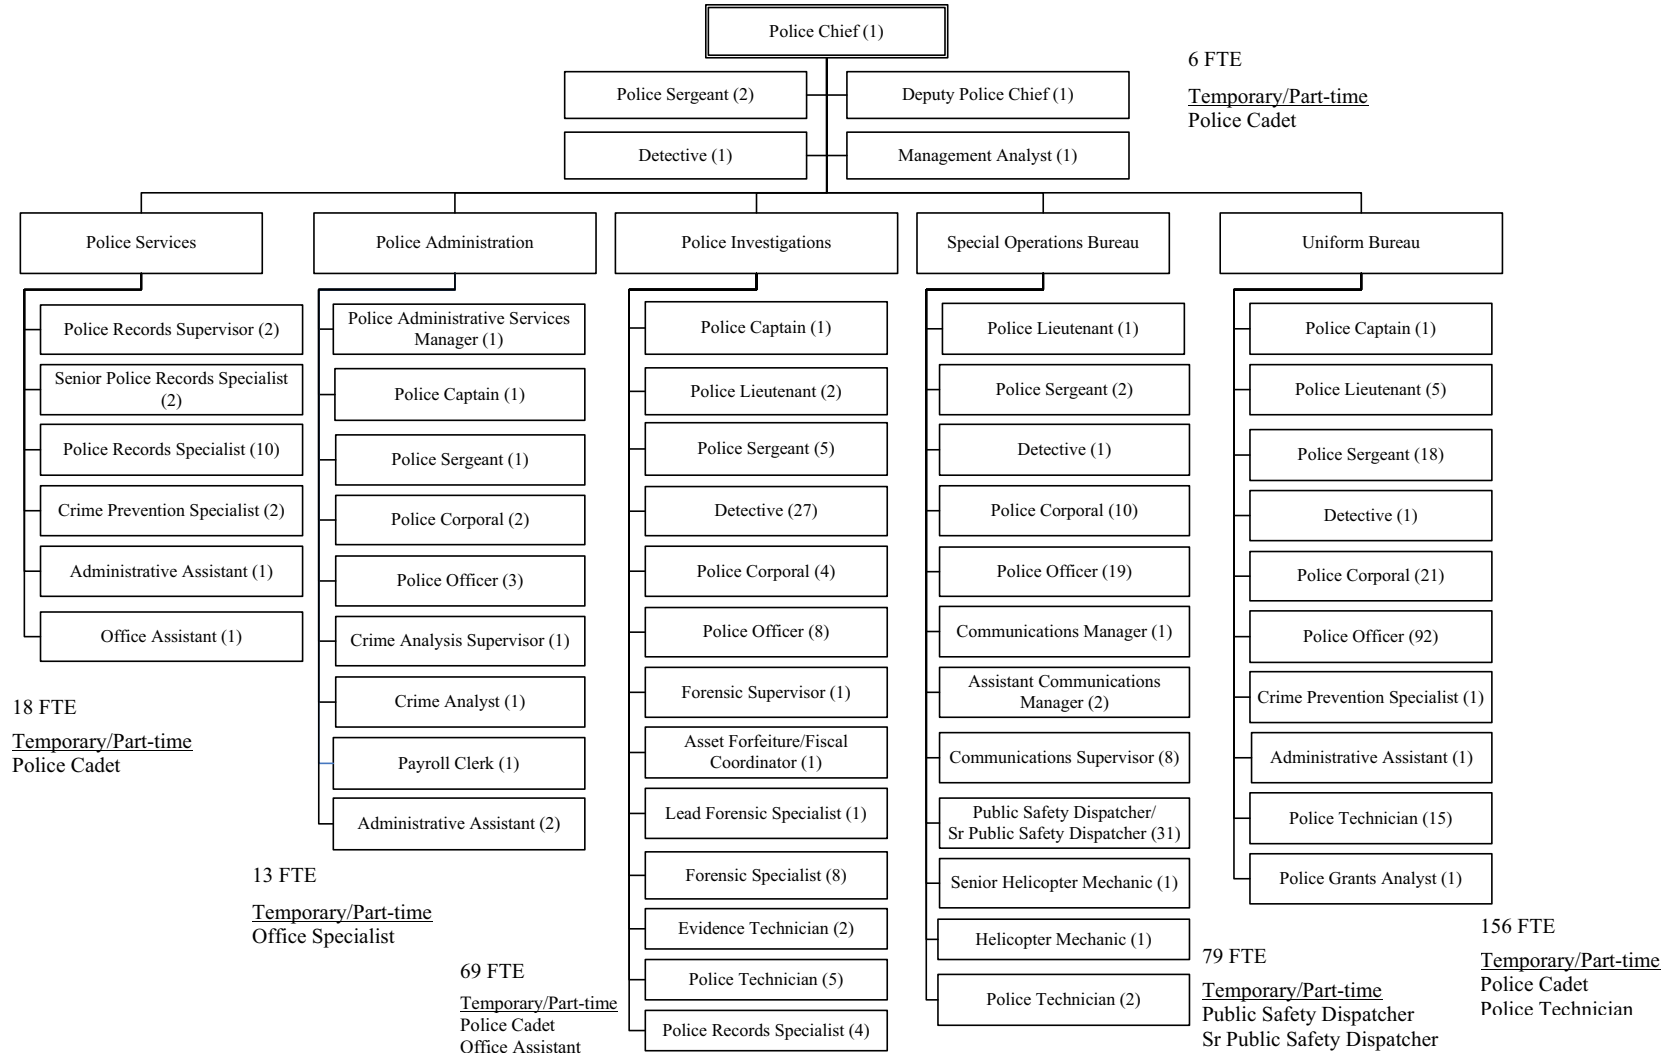 Police Chief (1)
Police Sergeant (2)
Deputy Police Chief (1)
Detective (1)
Management Analyst (1)
6 FTE
Temporary/Part-time
Police Cadet
Police Services
Police Records Supervisor (2)
Senior Police Records Specialist
(2)
Police Records Specialist (10)
Crime Prevention Specialist (2)
Administrative Assistant (1)
Office Assistant (1)
18 FTE
Temporary/Part-time
Police Cadet
Police Administration
Police Administrative Services
Manager (1)
Police Captain (1)
Police Sergeant (1)
Police Corporal (2)
Police Officer (3)
Crime Analysis Supervisor (1)
Crime Analyst (1)
Payroll Clerk (1)
Administrative Assistant (2)
13 FTE
Temporary/Part-time
Office Specialist
Police Investigations
Police Captain (1)
Police Lieutenant (2)
Police Sergeant (5)
Detective (27)
Police Corporal (4)
Police Officer (8)
Forensic Supervisor (1)
Asset Forfeiture/Fiscal
Coordinator (1)
Lead Forensic Specialist (1)
Forensic Specialist (8)
Evidence Technician (2)
Police Technician (5)
Police Records Specialist (4)
69 FTE
Temporary/Part-time
Police Cadet
Office Assistant
Special Operations Bureau
Police Lieutenant (1)
Police Sergeant (2)
Detective (1)
Police Corporal (10)
Police Officer (19)
Communications Manager (1)
Assistant Communications
Manager (2)
Communications Supervisor (8)
Public Safety Dispatcher/
Sr Public Safety Dispatcher (31)
Senior Helicopter Mechanic (1)
Helicopter Mechanic (1)
Police Technician (2)
79 FTE
Temporary/Part-time
Public Safety Dispatcher
Sr Public Safety Dispatcher
Uniform Bureau
Police Captain (1)
Police Lieutenant (5)
Police Sergeant (18)
Detective (1)
Police Corporal (21)
Police Officer (92)
Crime Prevention Specialist (1)
Administrative Assistant (1)
Police Technician (15)
Police Grants Analyst (1)
156 FTE
Temporary/Part-time
Police Cadet
Police Technician